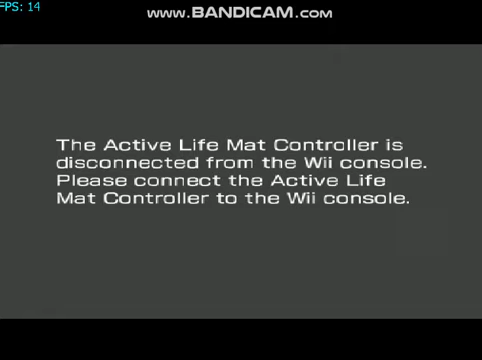 FPS: 14
www.BANDICAM.com
The Active Life Mat Controller is
disconnected from the Wii console.
Please connect the Active Life
Mat Controller to the Wii console.